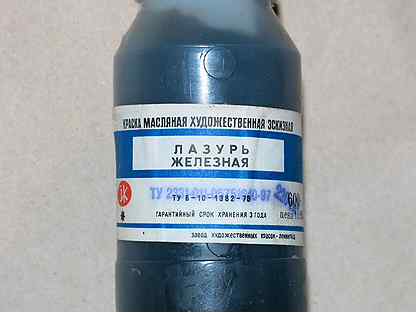 КРАСКА МАСЛЯНАЯ ХУДОЖЕСТВЕННАЯ ЭСКИЗНАЯ
ЛАЗУРЬ
ЖЕЛЕЗНАЯ
ТУ 6-10-1382-78
ГАРАНТИЙНЫЙ СРОК ХРАНЕНИЯ 3 ГОДА
ЗАВОД ХУДОЖЕСТВЕННЫХ КРАСОК · ЛЕНИНГРАД